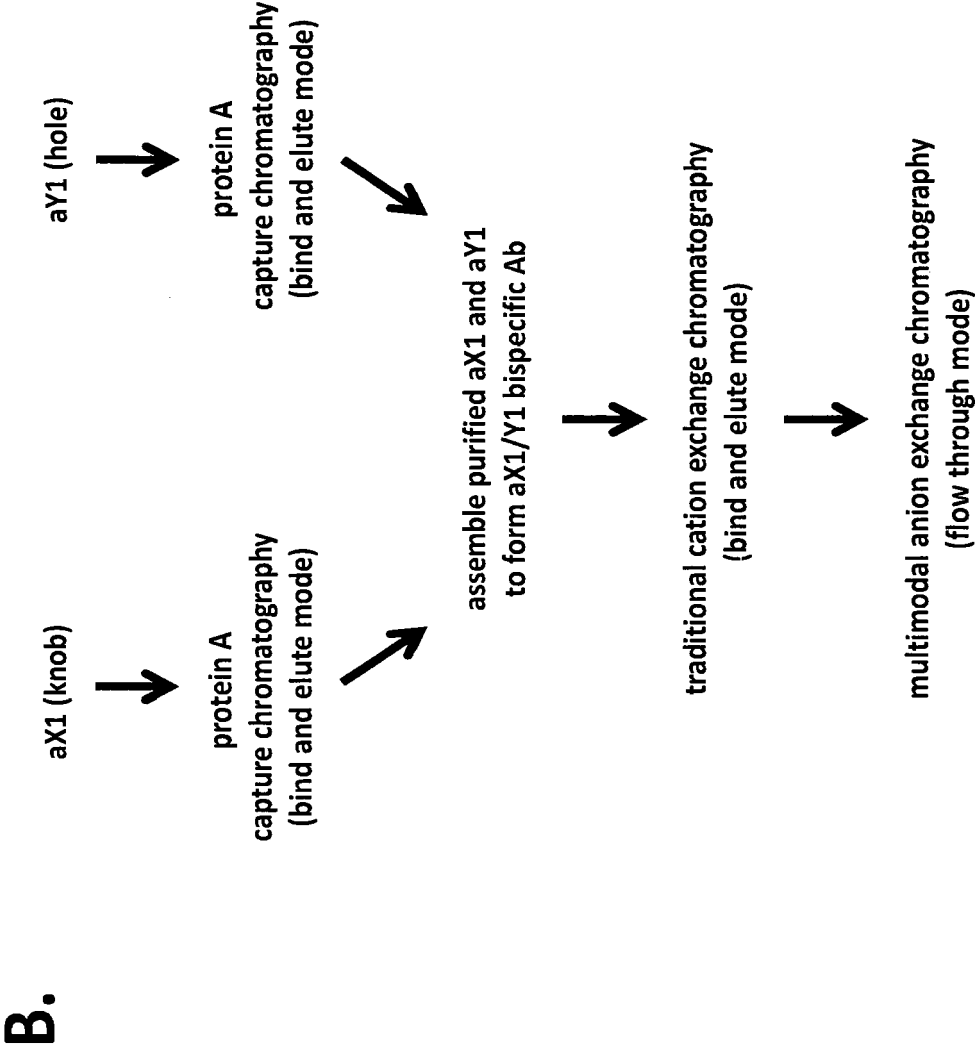 B.
aX1 (knob)
aY1 (hole)
protein A
capture chromatography
(bind and elute mode)
protein A
capture chromatography
(bind and elute mode)
assemble purified aX1 and aY1
to form aX1/Y1 bispecific Ab
traditional cation exchange chromatography
(bind and elute mode)
multimodal anion exchange chromatography
(flow through mode)